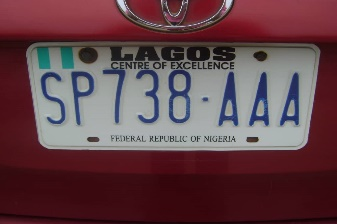 LAGOS
CENTRE OF EXCELLENCE
SP738·AAA
FEDERAL REPUBLIC OF NIGERIA